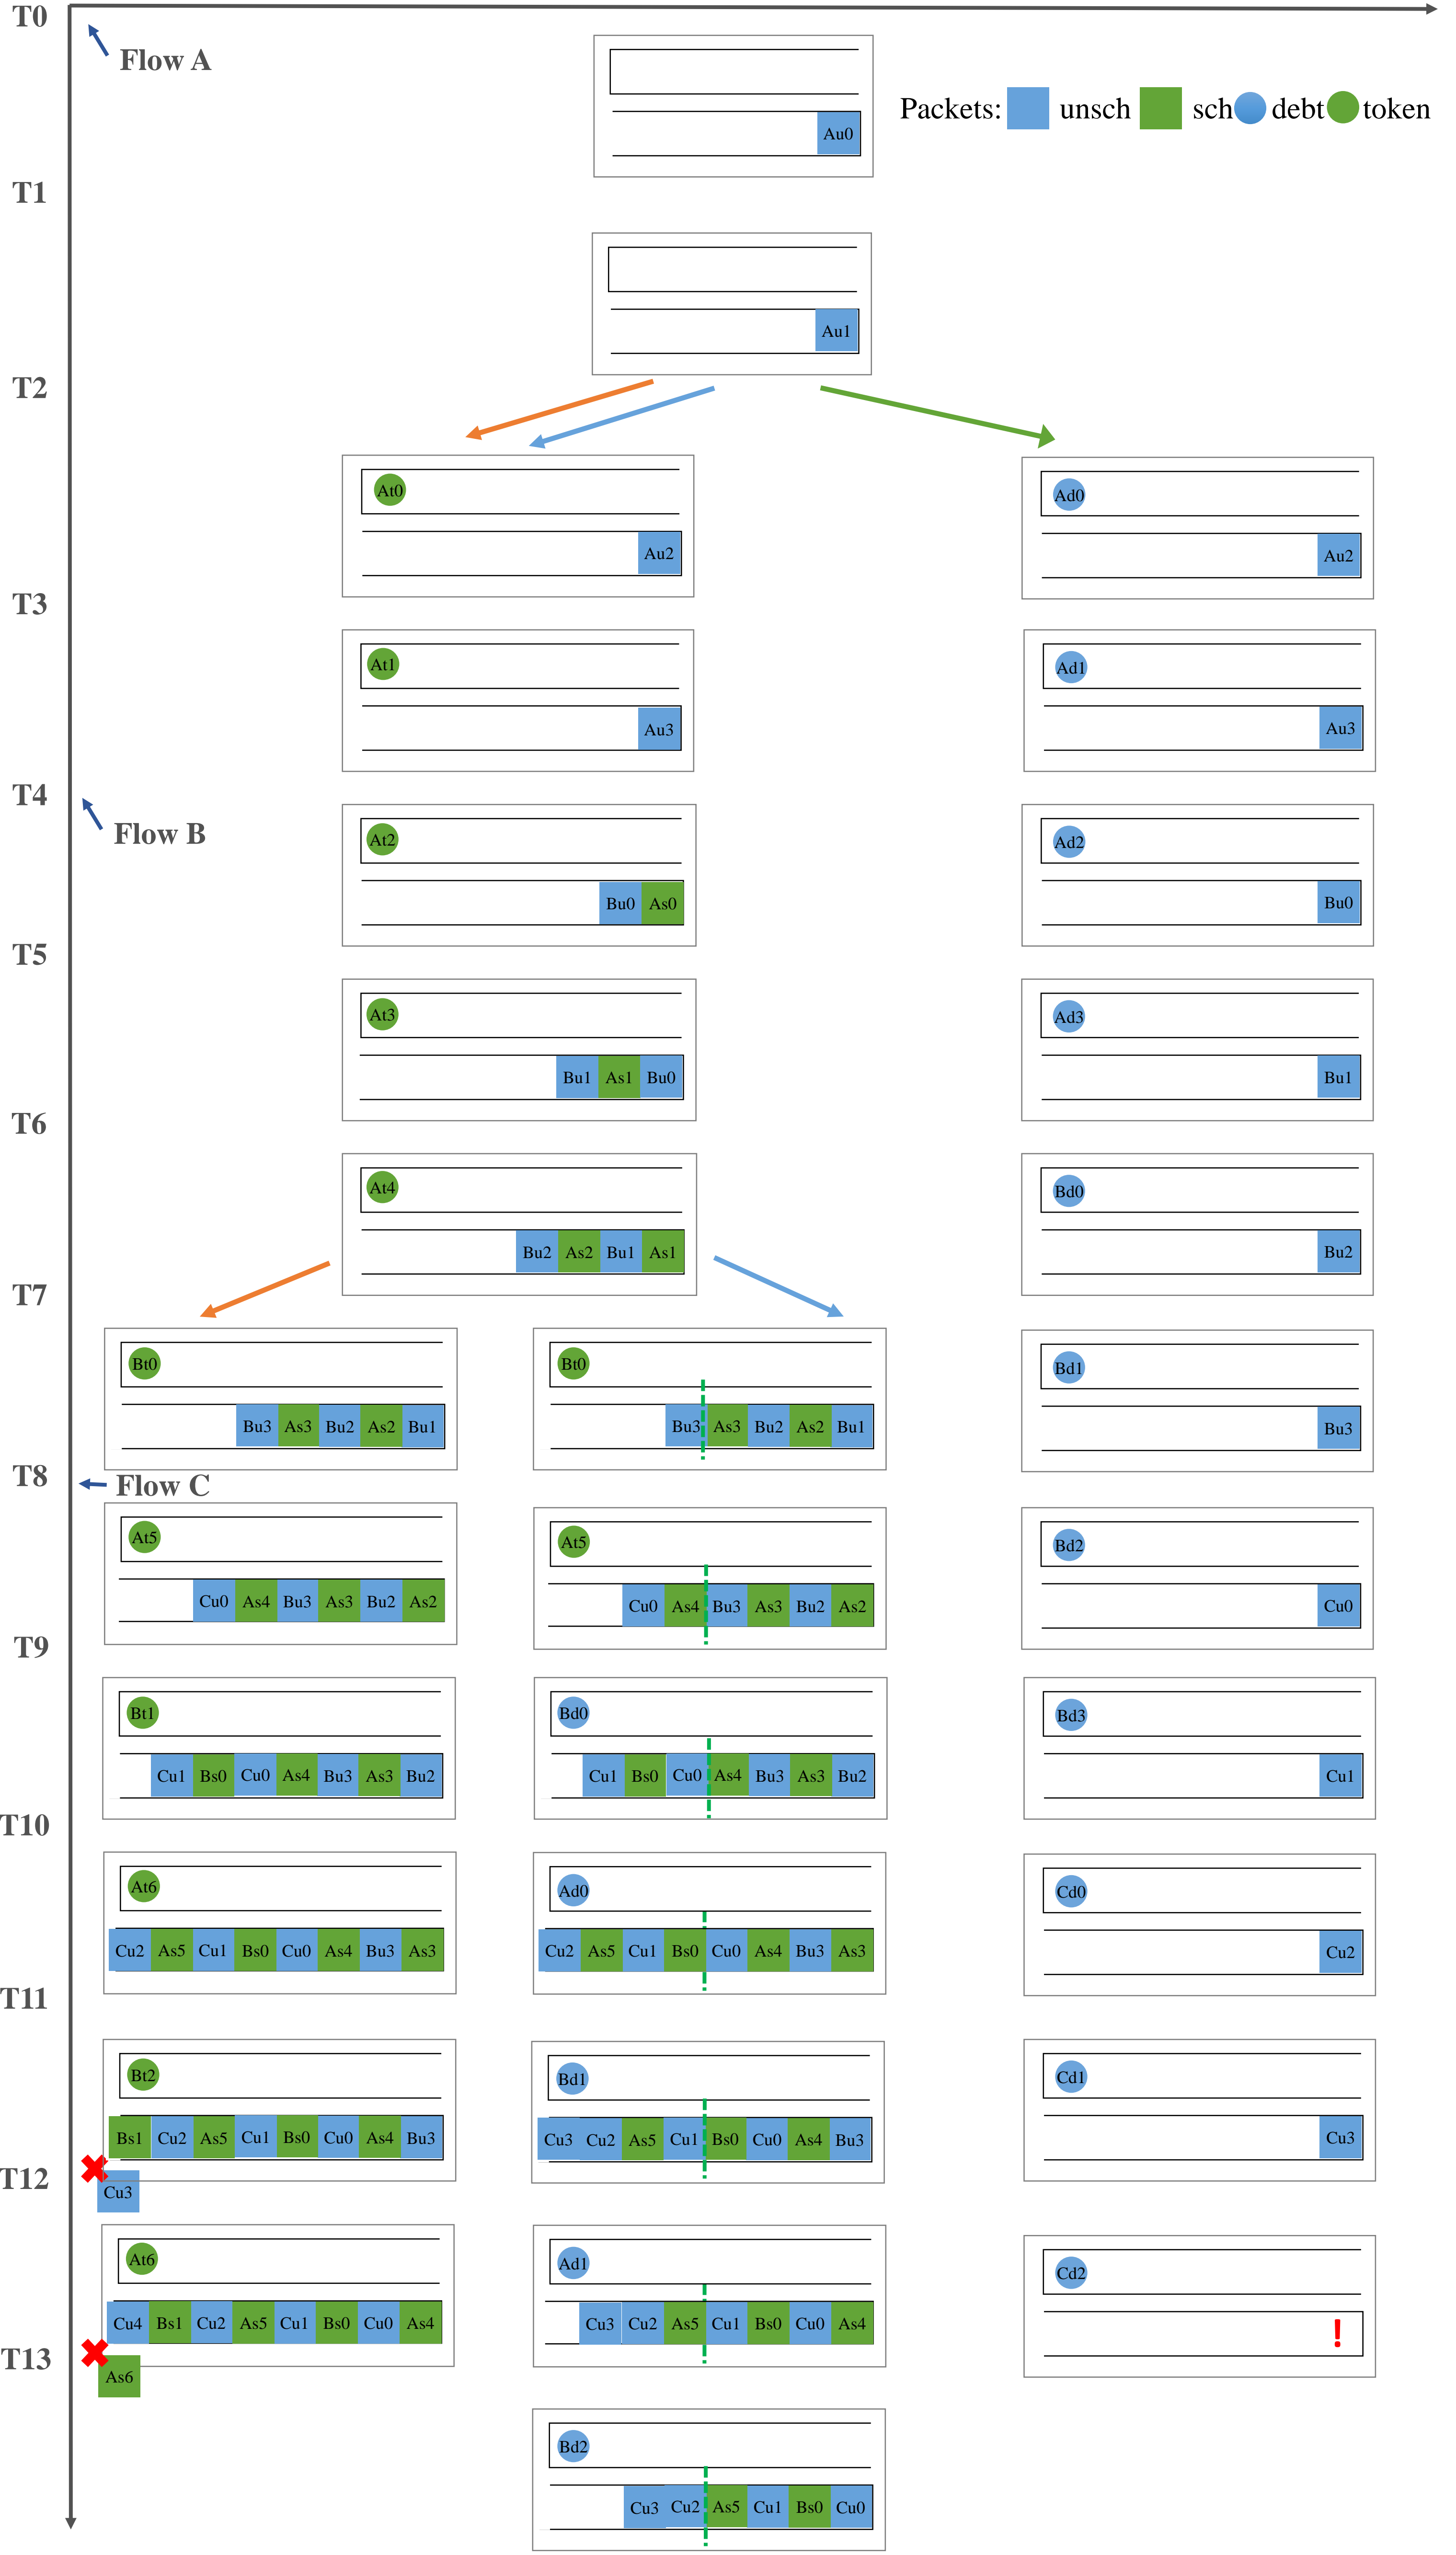 T0
Flow A
Packets: unsch sch debt token
Au0
T1
Au1
T2
At0 Ad0
Au2 Au2
T3
At1 Ad1
Au3 Au3
T4
Flow B
At2 Ad2
Bu0 As0 Bu0
T5
At3 Ad3
Bu1 As1 Bu0 Bu1
T6
At4 Bd0
Bu2 As2 Bu1 As1 Bu2
T7
Bt0 Bt0 Bd1
Bu3 As3 Bu2 As2 Bu1 Bu3 As3 Bu2 As2 Bu1 Bu3
T8
Flow C
At5 At5 Bd2
Cu0 As4 Bu3 As3 Bu2 As2 Cu0 As4 Bu3 As3 Bu2 As2 Cu0
T9
Bt1 Bd0 Bd3
Cu1 Bs0 Cu0 As4 Bu3 As3 Bu2 Cu1 Bs0 Cu0 As4 Bu3 As3 Bu2 Cu1
T10
At6 Ad0 Cd0
Cu2 As5 Cu1 Bs0 Cu0 As4 Bu3 As3 Cu2 As5 Cu1 Bs0 Cu0 As4 Bu3 As3 Cu2
T11
Bt2 Bd1 Cd1
Bs1 Cu2 As5 Cu1 Bs0 Cu0 As4 Bu3 Cu3 Cu2 As5 Cu1 Bs0 Cu0 As4 Bu3 Cu3
T12
Cu3
At6 Ad1 Cd2
Cu4 Bs1 Cu2 As5 Cu1 Bs0 Cu0 As4 Cu3 Cu2 As5 Cu1 Bs0 Cu0 As4 !
T13
As6
Bd2
Cu3 Cu2 As5 Cu1 Bs0 Cu0